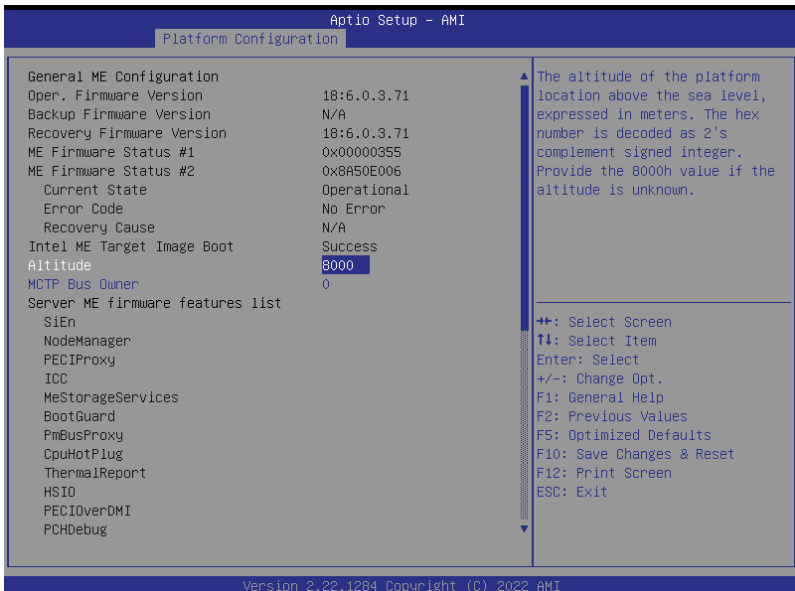 Aptio Setup - AMI
Platform Configuration
General ME Configuration
Oper. Firmware Version 18:6.0.3.71
Backup Firmware Version N/A
Recovery Firmware Version 18:6.0.3.71
ME Firmware Status #1 0x00000355
ME Firmware Status #2 0x8A50E006
Current State Operational
Error Code No Error
Recovery Cause N/A
Intel ME Target Image Boot Success
Altitude 8000
MCTP Bus Owner 0
Server ME firmware features list
SiEn
NodeManager
PECIProxy
ICC
MeStorageServices
BootGuard
PmBusProxy
CpuHotPlug
ThermalReport
HSIO
PECIOverDMI
PCHDebug
The altitude of the platform
location above the sea level,
expressed in meters. The hex
number is decoded as 2's
complement signed integer.
Provide the 8000h value if the
altitude is unknown.
→←: Select Screen
↑↓: Select Item
Enter: Select
+/-: Change Opt.
F1: General Help
F2: Previous Values
F5: Optimized Defaults
F10: Save Changes & Reset
F12: Print Screen
ESC: Exit
Version 2.22.1284 Copyright (C) 2022 AMI